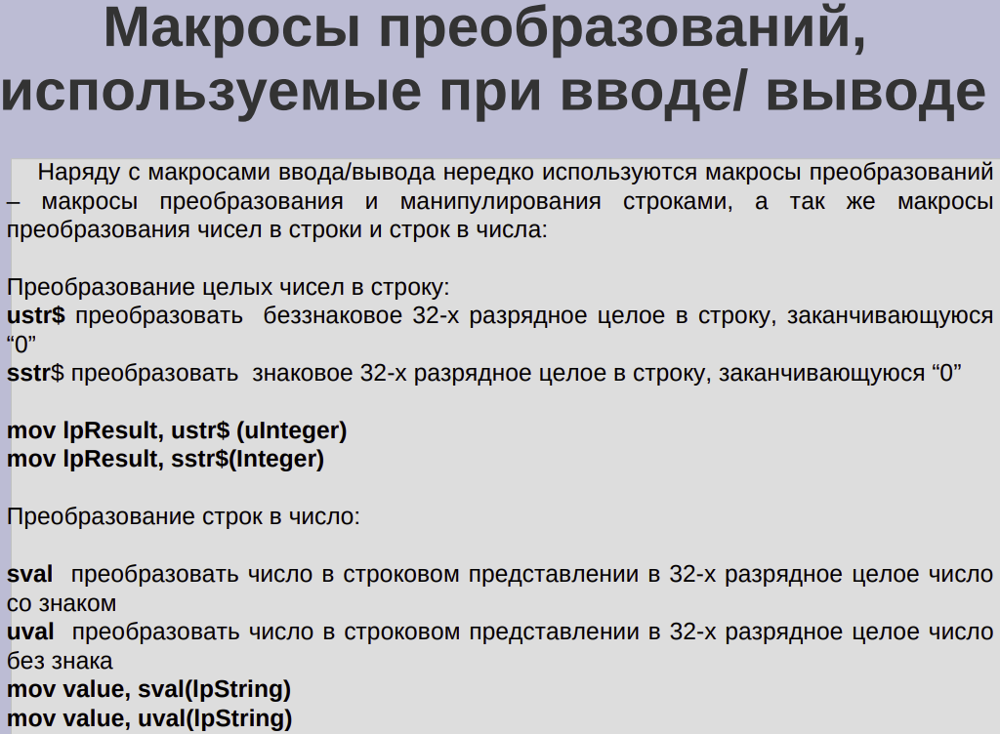 Макросы преобразований,
используемые при вводе/ выводе
Наряду с макросами ввода/вывода нередко используются макросы преобразований
– макросы преобразования и манипулирования строками, а так же макросы
преобразования чисел в строки и строк в числа:
Преобразование целых чисел в строку:
ustr$ преобразовать беззнаковое 32-х разрядное целое в строку, заканчивающуюся
“0”
sstr$ преобразовать знаковое 32-х разрядное целое в строку, заканчивающуюся “0”
mov lpResult, ustr$ (uInteger)
mov lpResult, sstr$(Integer)
Преобразование строк в число:
sval преобразовать число в строковом представлении в 32-х разрядное целое число
со знаком
uval преобразовать число в строковом представлении в 32-х разрядное целое число
без знака
mov value, sval(lpString)
mov value, uval(lpString)